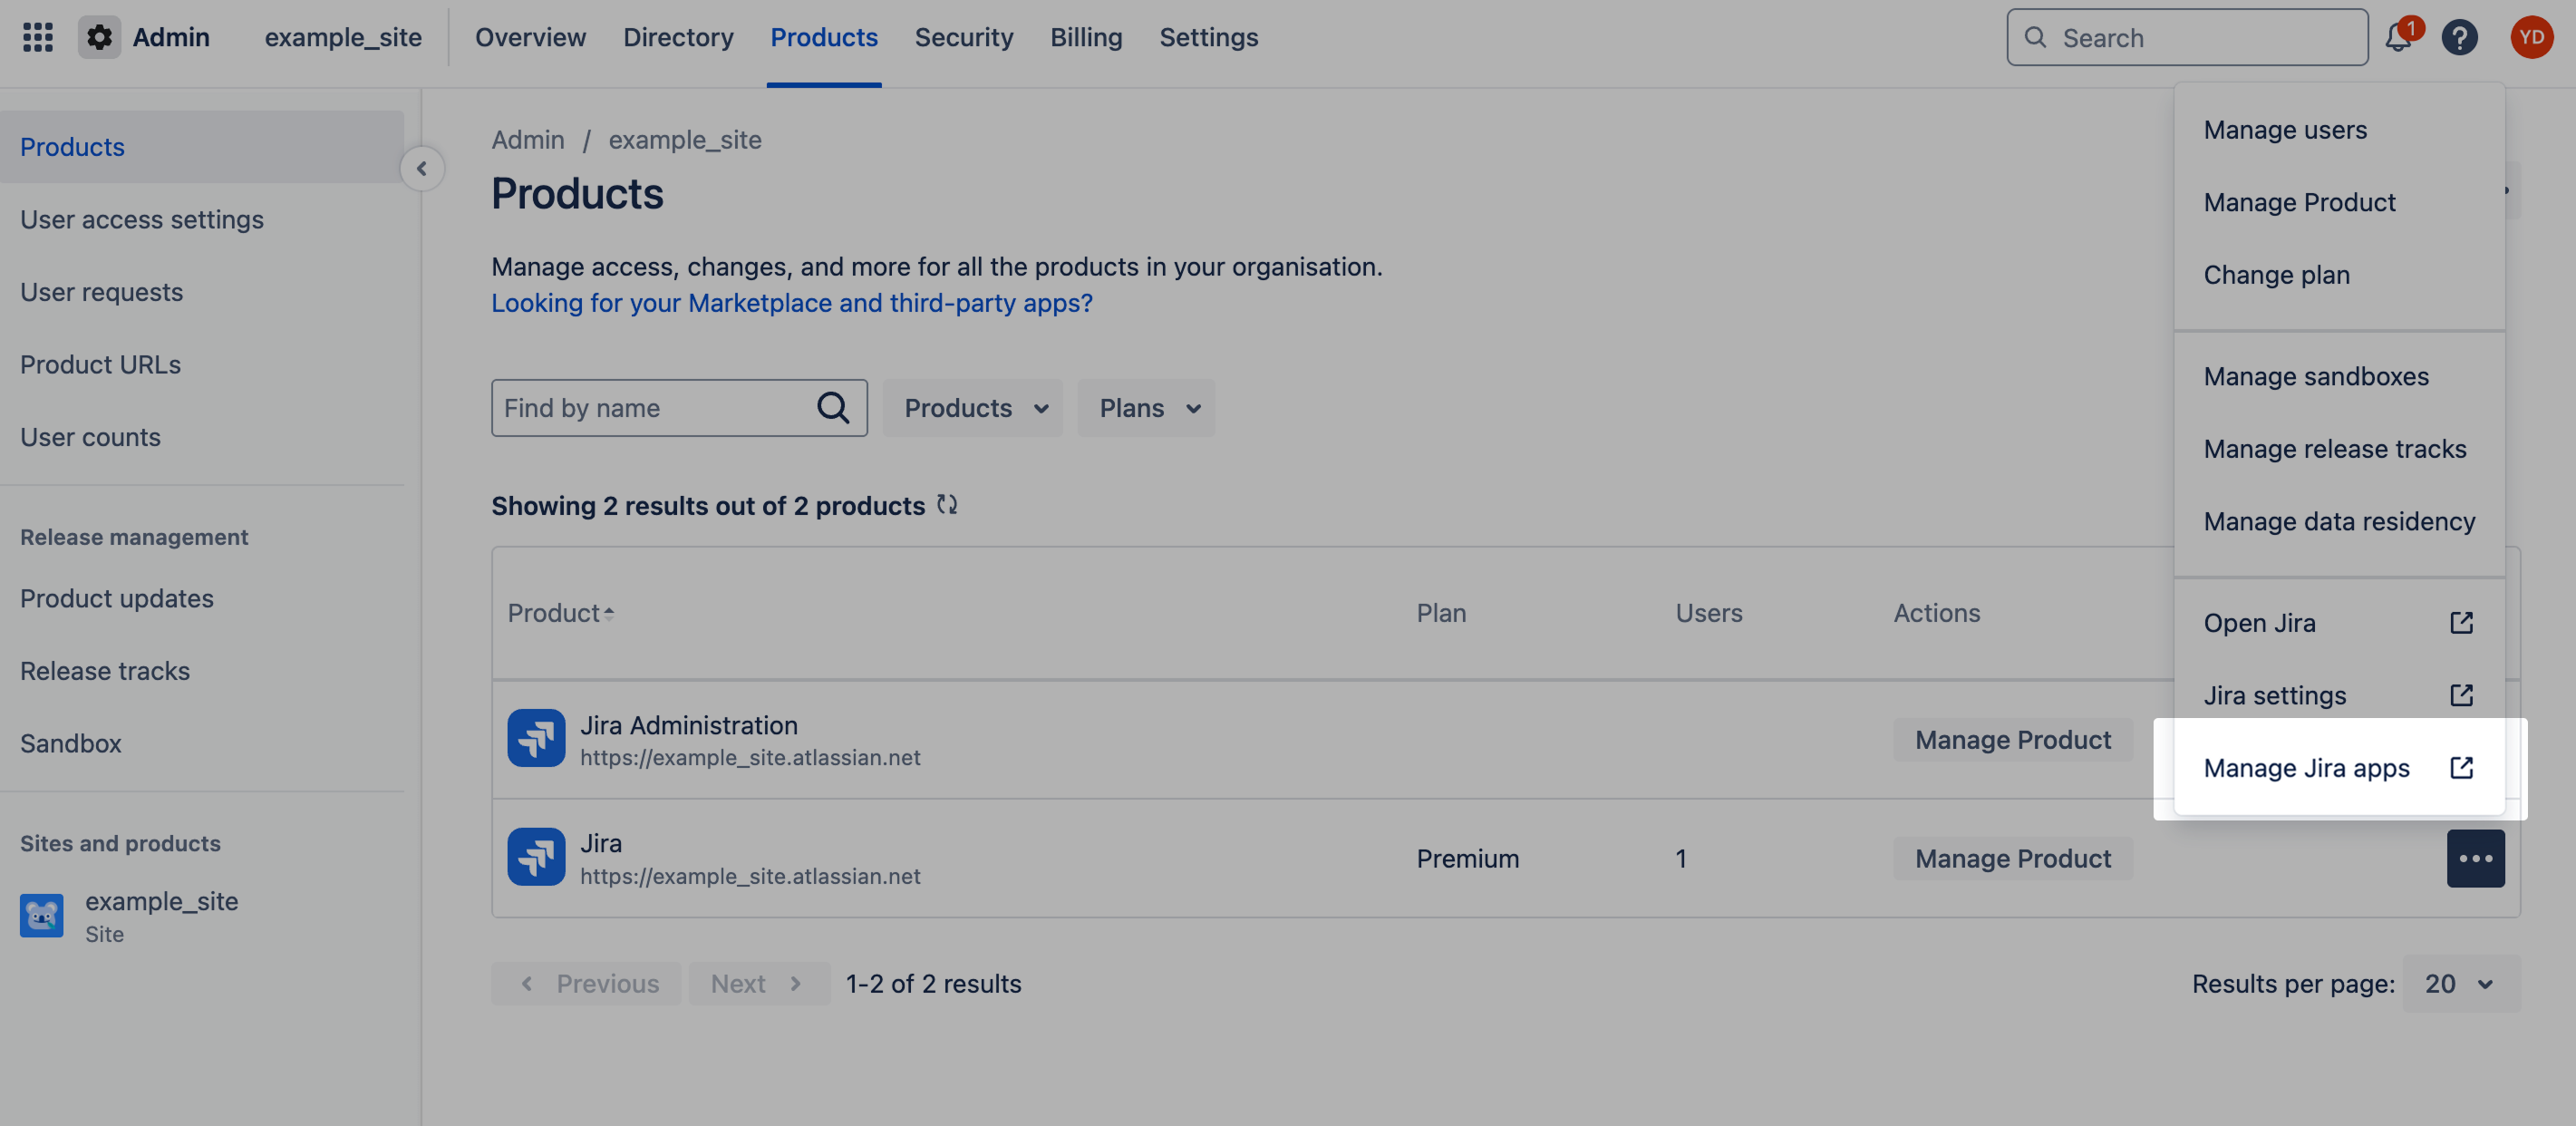 Admin
example_site
Overview
Directory
Products
Security
Billing
Settings
Search
1
YD
Products
User access settings
User requests
Product URLs
User counts
Release management
Product updates
Release tracks
Sandbox
Sites and products
example_site
Site
Admin / example_site
Products
Manage access, changes, and more for all the products in your organisation.
Looking for your Marketplace and third-party apps?
Find by name
Products
Plans
Showing 2 results out of 2 products
Product
Plan
Users
Actions
Jira Administration
https://example_site.atlassian.net
Manage Product
Jira
https://example_site.atlassian.net
Premium
1
Manage Product
Previous
Next
1-2 of 2 results
Results per page:
20
Manage users
Manage Product
Change plan
Manage sandboxes
Manage release tracks
Manage data residency
Open Jira
Jira settings
Manage Jira apps